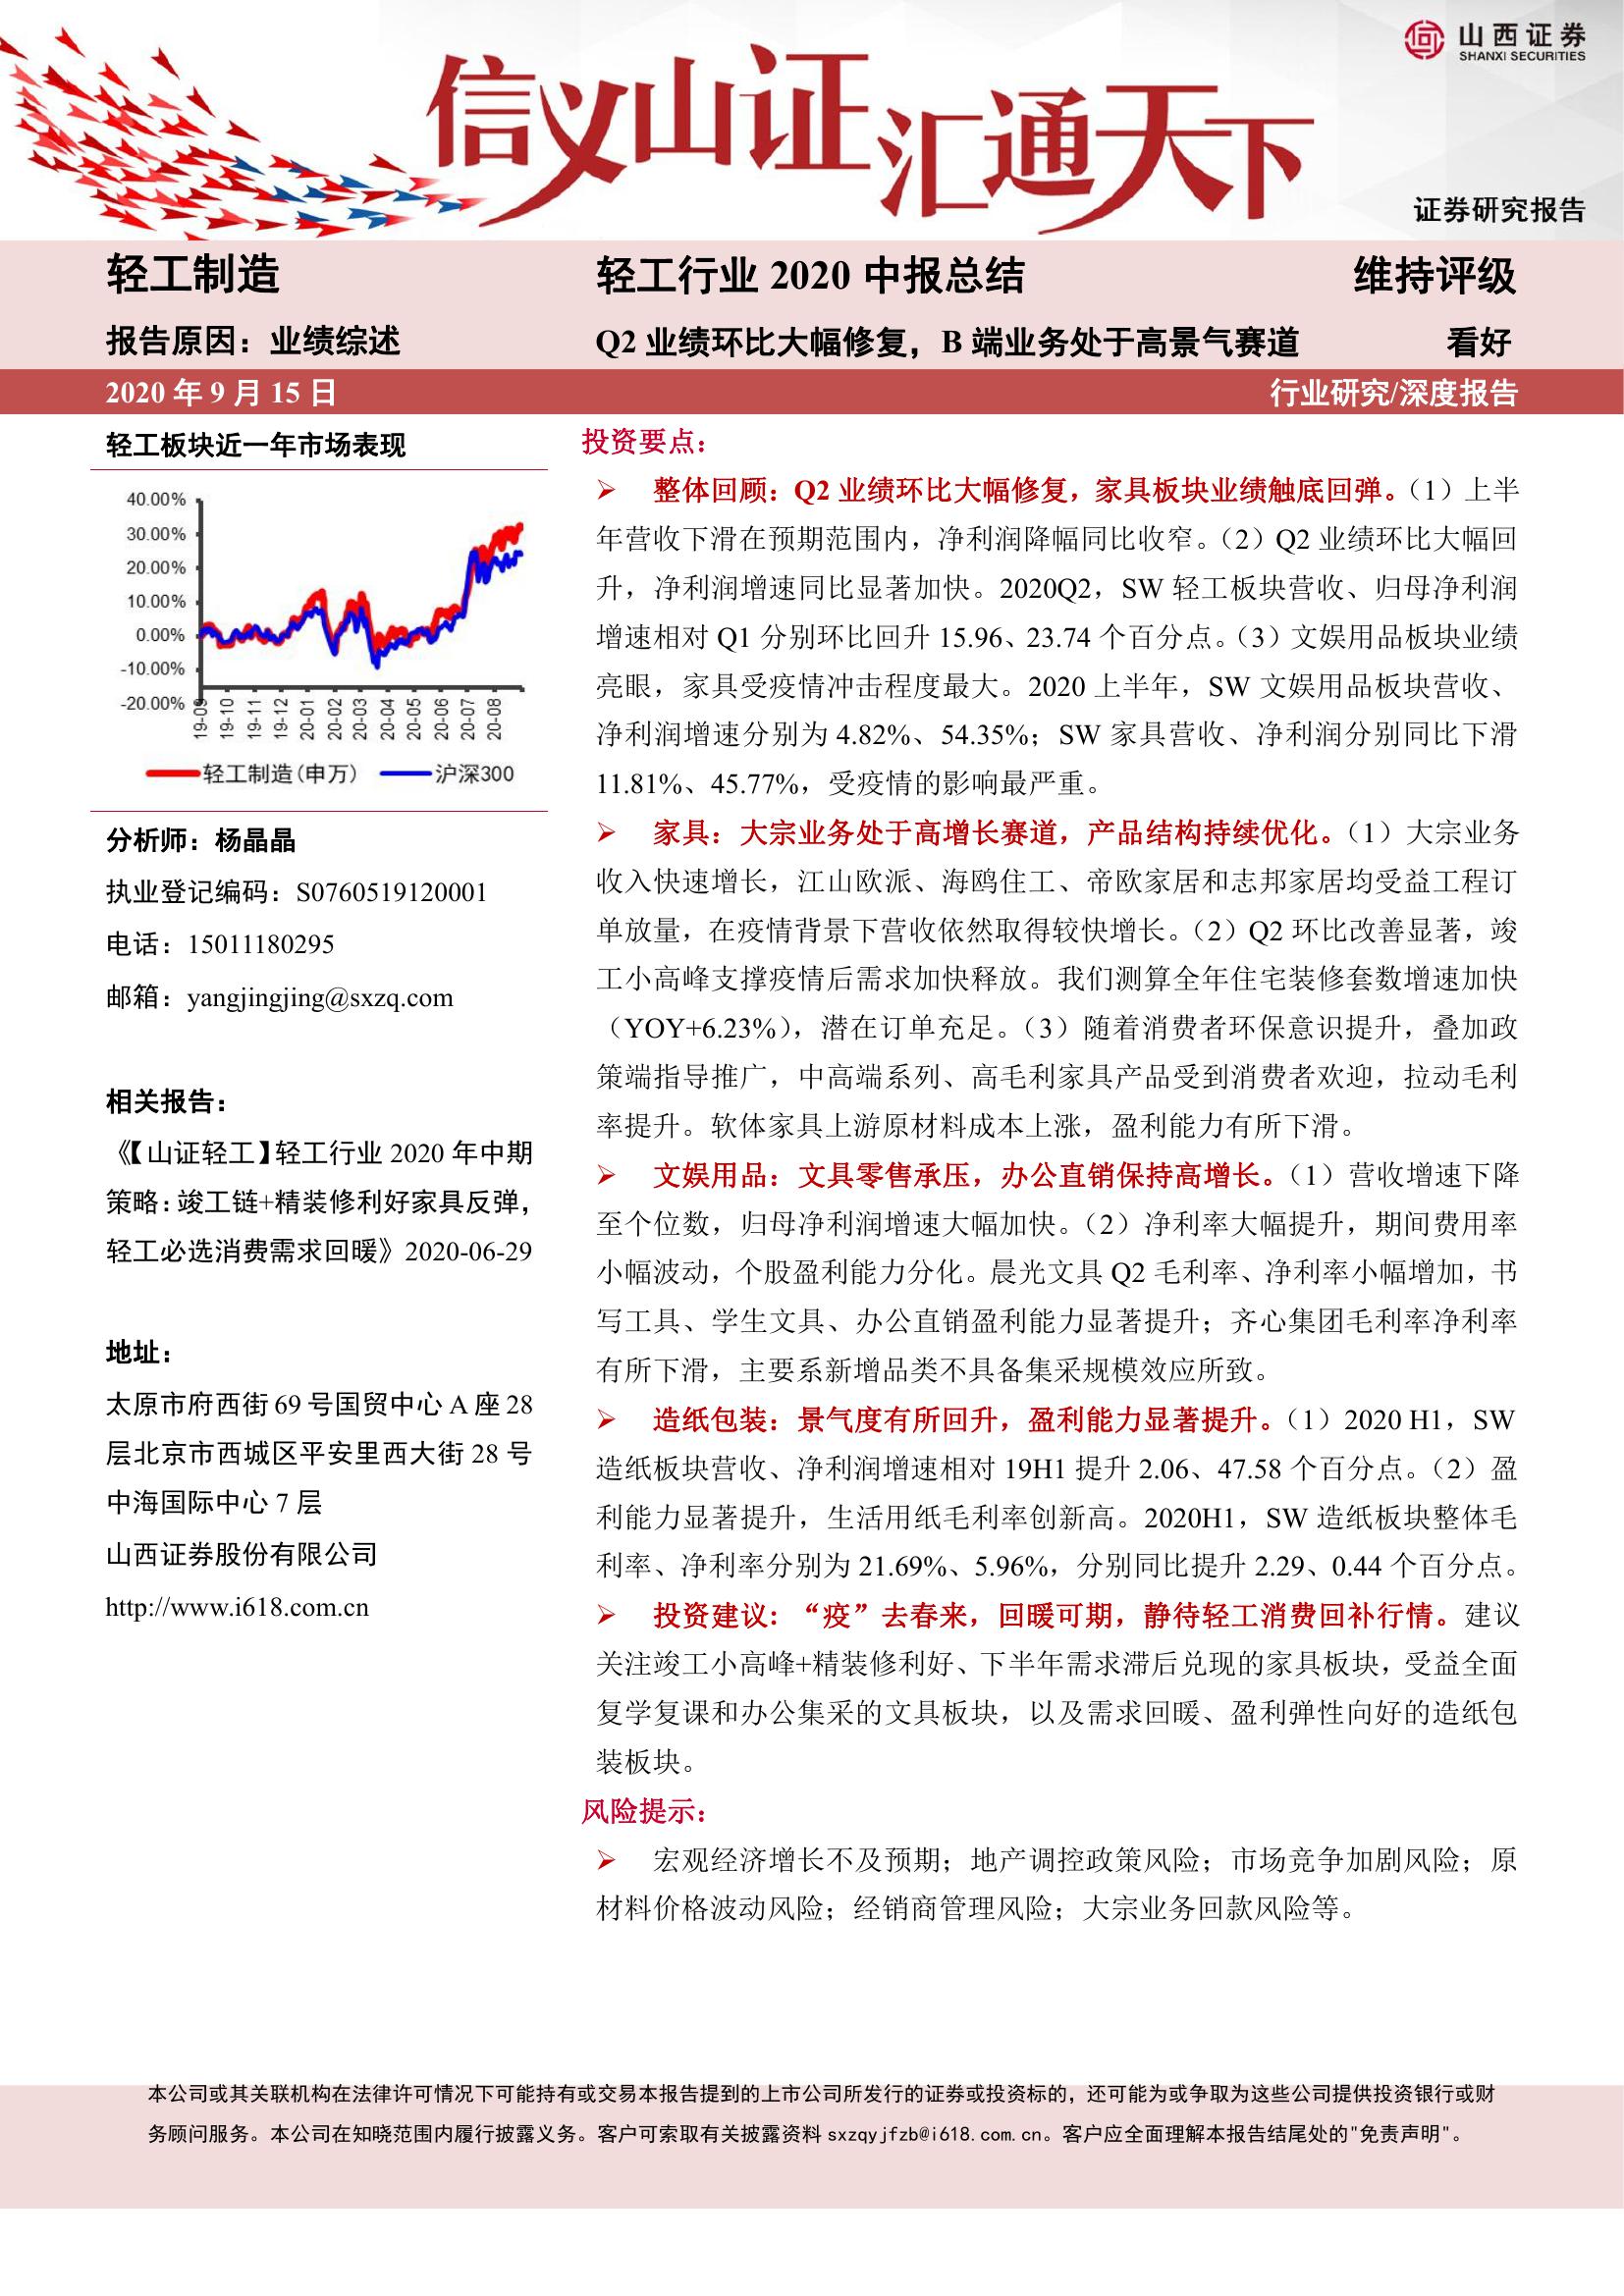 山西证券
SHANXI SECURITIES
信义山证汇通天下
证券研究报告
轻工制造
轻工行业 2020 中报总结
维持评级
报告原因：业绩综述
Q2 业绩环比大幅修复，B 端业务处于高景气赛道
看好
2020 年 9 月 15 日
行业研究/深度报告
轻工板块近一年市场表现
40.00%
30.00%
20.00%
10.00%
0.00%
-10.00%
-20.00%
19-09
19-10
19-11
19-12
20-01
20-02
20-03
20-04
20-05
20-06
20-07
20-08
轻工制造(申万)
沪深300
分析师：杨晶晶
执业登记编码：S0760519120001
电话：15011180295
邮箱：yangjingjing@sxzq.com
相关报告：
《【山证轻工】轻工行业 2020 年中期
策略：竣工链+精装修利好家具反弹，
轻工必选消费需求回暖》2020-06-29
地址：
太原市府西街 69 号国贸中心 A 座 28
层北京市西城区平安里西大街 28 号
中海国际中心 7 层
山西证券股份有限公司
http://www.i618.com.cn
投资要点：
➢ 整体回顾：Q2 业绩环比大幅修复，家具板块业绩触底回弹。（1）上半
年营收下滑在预期范围内，净利润降幅同比收窄。（2）Q2 业绩环比大幅回
升，净利润增速同比显著加快。2020Q2，SW 轻工板块营收、归母净利润
增速相对 Q1 分别环比回升 15.96、23.74 个百分点。（3）文娱用品板块业绩
亮眼，家具受疫情冲击程度最大。2020 上半年，SW 文娱用品板块营收、
净利润增速分别为 4.82%、54.35%；SW 家具营收、净利润分别同比下滑
11.81%、45.77%，受疫情的影响最严重。
➢ 家具：大宗业务处于高增长赛道，产品结构持续优化。（1）大宗业务
收入快速增长，江山欧派、海鸥住工、帝欧家居和志邦家居均受益工程订
单放量，在疫情背景下营收依然取得较快增长。（2）Q2 环比改善显著，竣
工小高峰支撑疫情后需求加快释放。我们测算全年住宅装修套数增速加快
（YOY+6.23%），潜在订单充足。（3）随着消费者环保意识提升，叠加政
策端指导推广，中高端系列、高毛利家具产品受到消费者欢迎，拉动毛利
率提升。软体家具上游原材料成本上涨，盈利能力有所下滑。
➢ 文娱用品：文具零售承压，办公直销保持高增长。（1）营收增速下降
至个位数，归母净利润增速大幅加快。（2）净利率大幅提升，期间费用率
小幅波动，个股盈利能力分化。晨光文具 Q2 毛利率、净利率小幅增加，书
写工具、学生文具、办公直销盈利能力显著提升；齐心集团毛利率净利率
有所下滑，主要系新增品类不具备集采规模效应所致。
➢ 造纸包装：景气度有所回升，盈利能力显著提升。（1）2020 H1，SW
造纸板块营收、净利润增速相对 19H1 提升 2.06、47.58 个百分点。（2）盈
利能力显著提升，生活用纸毛利率创新高。2020H1，SW 造纸板块整体毛
利率、净利率分别为 21.69%、5.96%，分别同比提升 2.29、0.44 个百分点。
➢ 投资建议：“疫”去春来，回暖可期，静待轻工消费回补行情。建议
关注竣工小高峰+精装修利好、下半年需求滞后兑现的家具板块，受益全面
复学复课和办公集采的文具板块，以及需求回暖、盈利弹性向好的造纸包
装板块。
风险提示：
➢ 宏观经济增长不及预期；地产调控政策风险；市场竞争加剧风险；原
材料价格波动风险；经销商管理风险；大宗业务回款风险等。
本公司或其关联机构在法律许可情况下可能持有或交易本报告提到的上市公司所发行的证券或投资标的，还可能为或争取为这些公司提供投资银行或财
务顾问服务。本公司在知晓范围内履行披露义务。客户可索取有关披露资料 sxzqyjfzb@i618.com.cn。客户应全面理解本报告结尾处的"免责声明"。